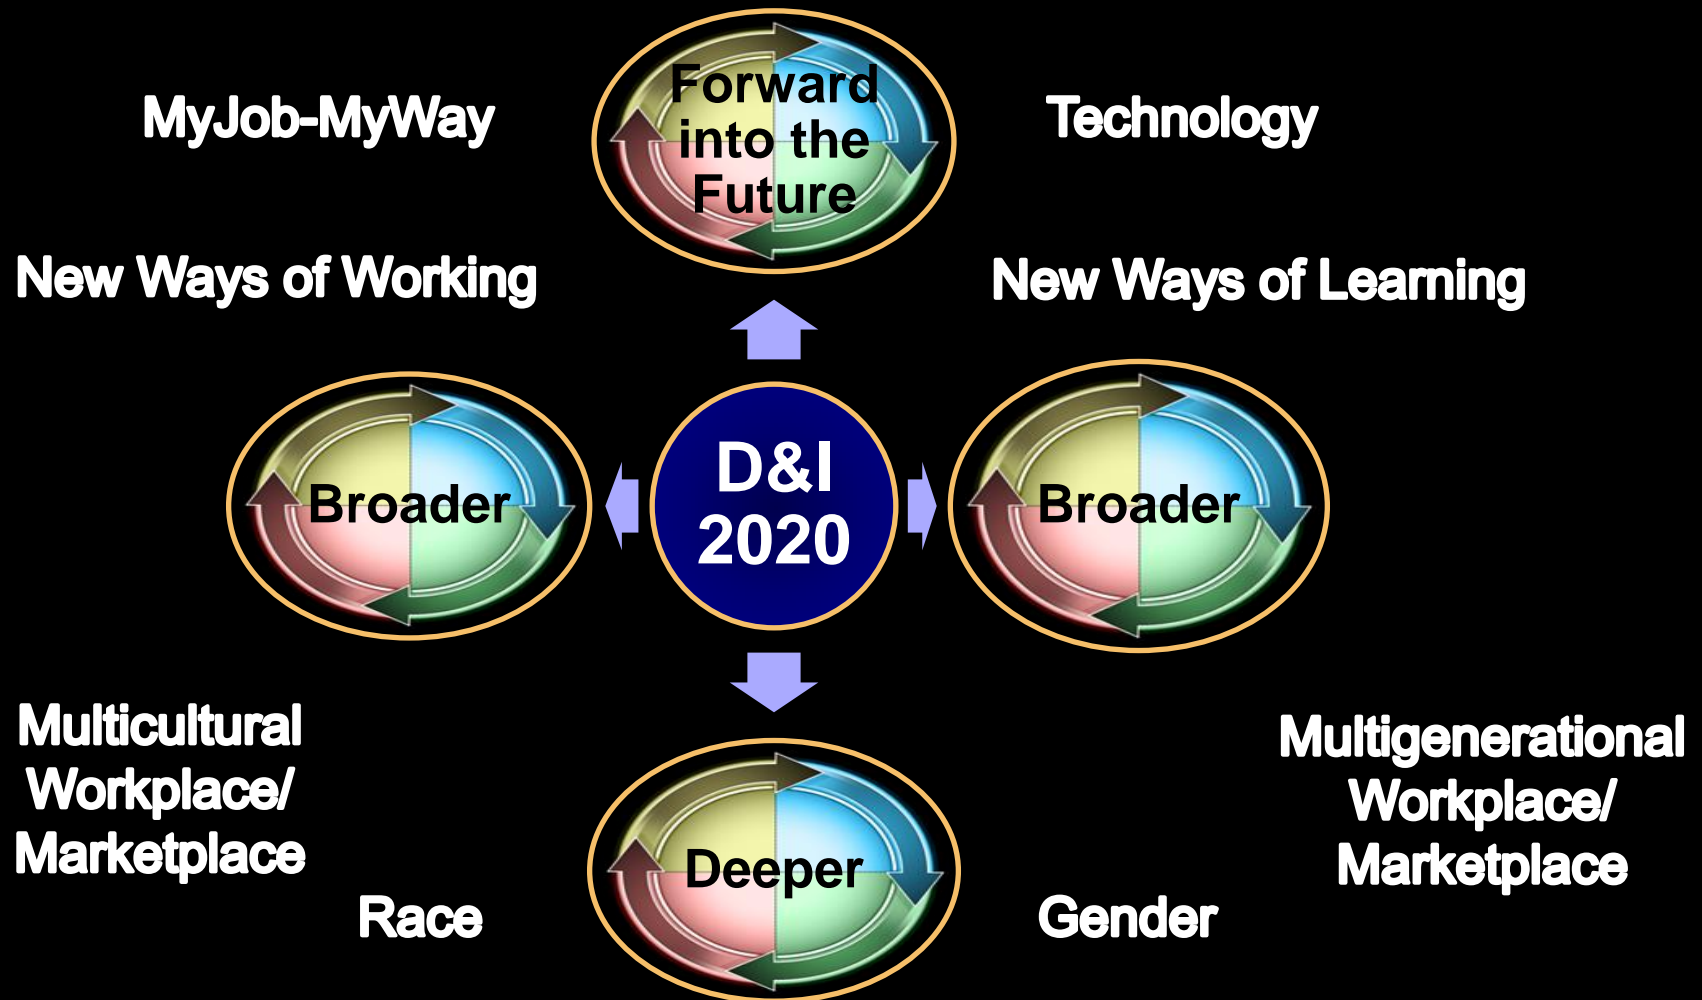 MyJob-MyWay
Forward
into the
Future
Technology
New Ways of Working
New Ways of Learning
Broader
D&I
2020
Broader
Multicultural
Workplace/
Marketplace
Multigenerational
Workplace/
Marketplace
Deeper
Race
Gender